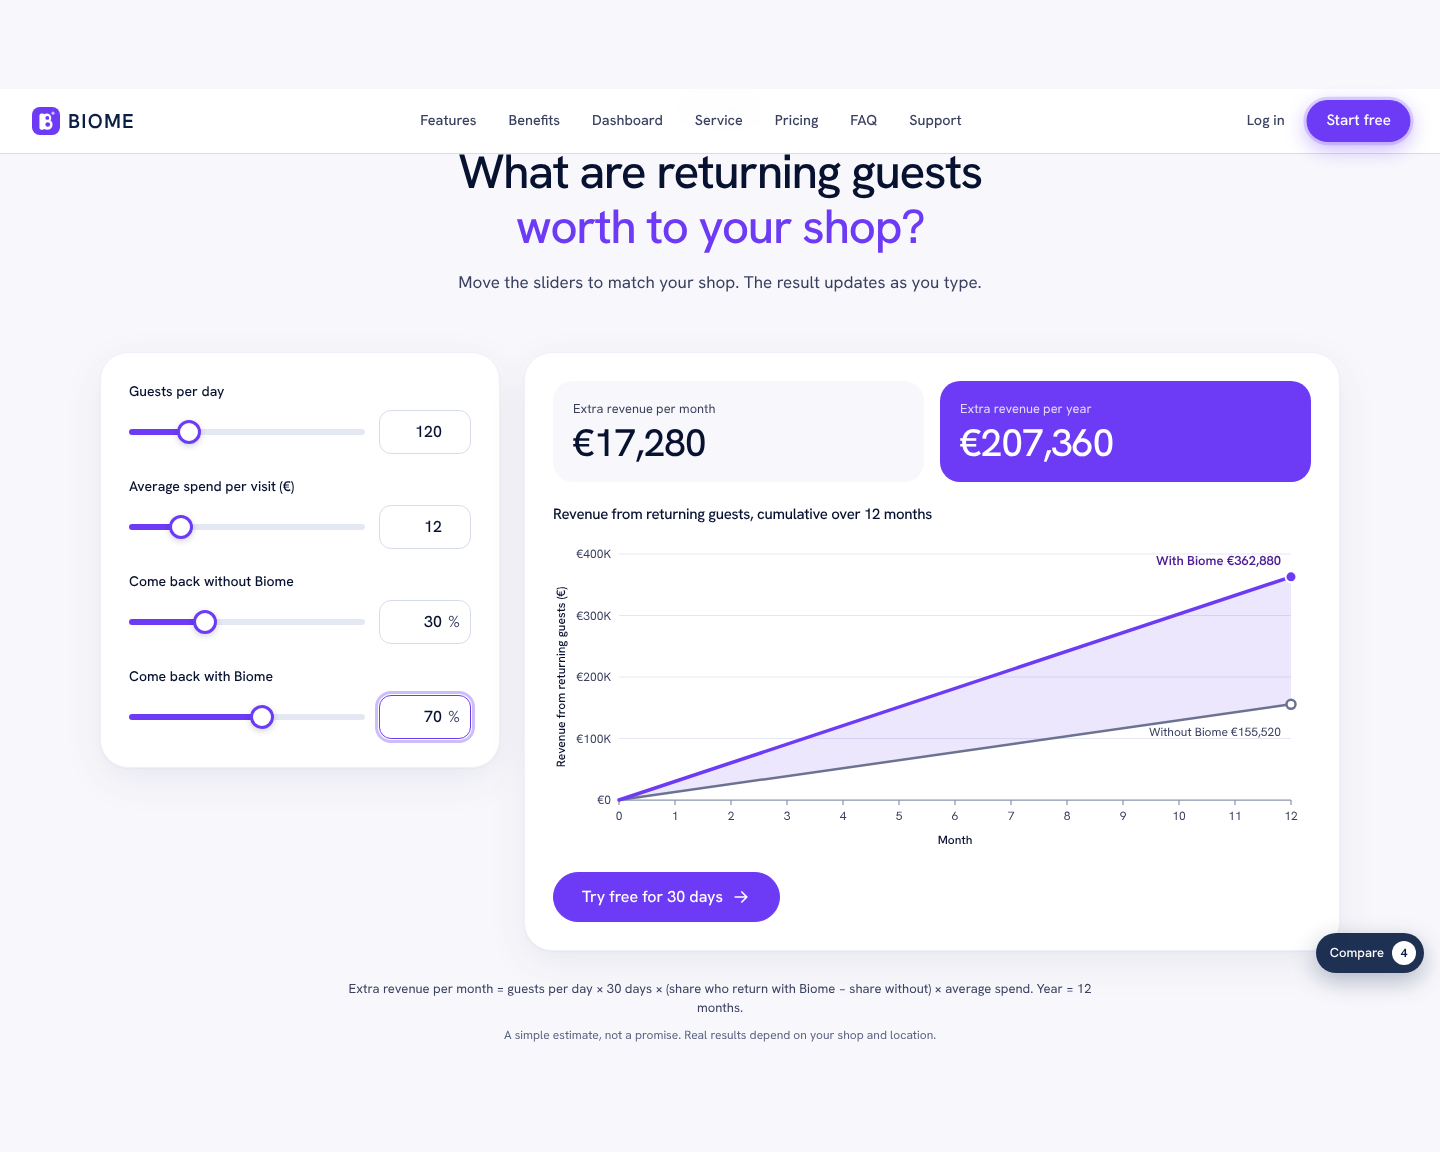 BIOME
Features Benefits Dashboard Service Pricing FAQ Support
Log in Start free
What are returning guests
worth to your shop?
Move the sliders to match your shop. The result updates as you type.
Guests per day
120
Average spend per visit (€)
12
Come back without Biome
30 %
Come back with Biome
70 %
Extra revenue per month
€17,280
Extra revenue per year
€207,360
Revenue from returning guests, cumulative over 12 months
Revenue from returning guests (€)
€400K
€300K
€200K
€100K
€0
With Biome €362,880
Without Biome €155,520
0 1 2 3 4 5 6 7 8 9 10 11 12
Month
Try free for 30 days →
Compare 4
Extra revenue per month = guests per day × 30 days × (share who return with Biome − share without) × average spend. Year = 12
months.
A simple estimate, not a promise. Real results depend on your shop and location.